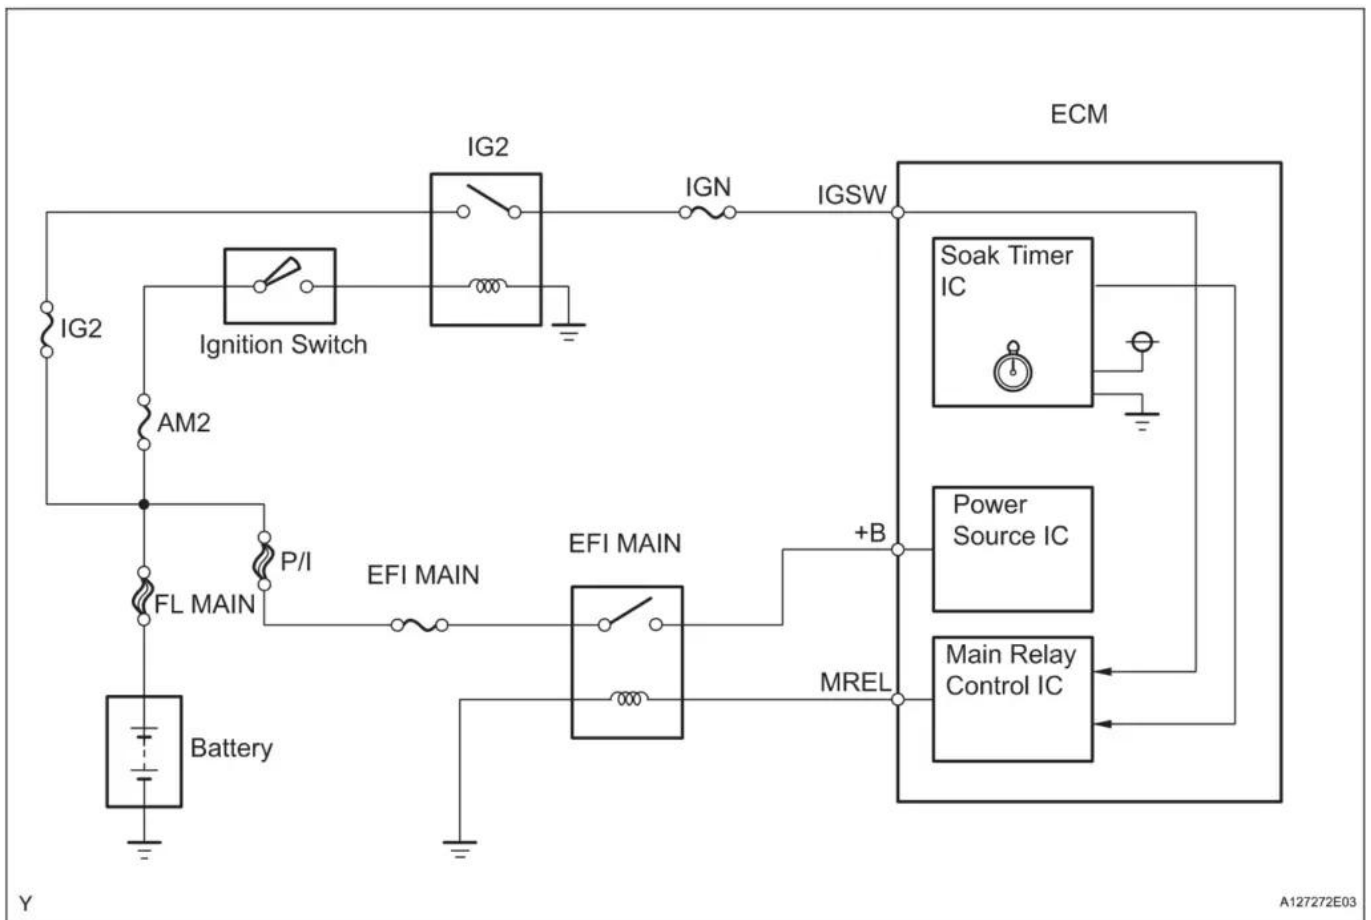 ECM
IG2
IGN
IGSW
Soak Timer
IC
IG2
Ignition Switch
AM2
Power
Source IC
+B
EFI MAIN
P/I
EFI MAIN
FL MAIN
Main Relay
Control IC
MREL
Battery
Y
A127272E03